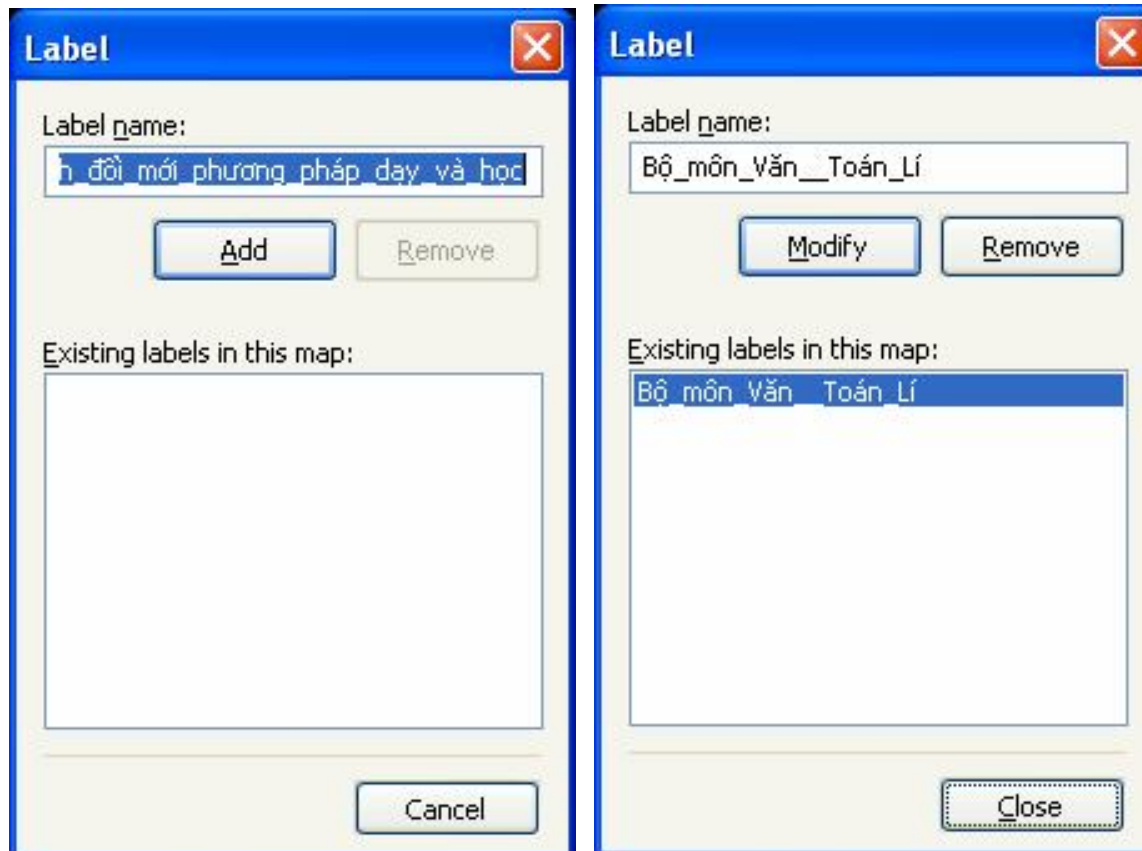 Label
Label name:
h_đổi_mới_phương_pháp_dạy_và_học
Add
Remove
Existing labels in this map:
Cancel
Label
Label name:
Bộ_môn_Văn__Toán_Lí
Modify
Remove
Existing labels in this map:
Bộ_môn_Văn__Toán_Lí
Close